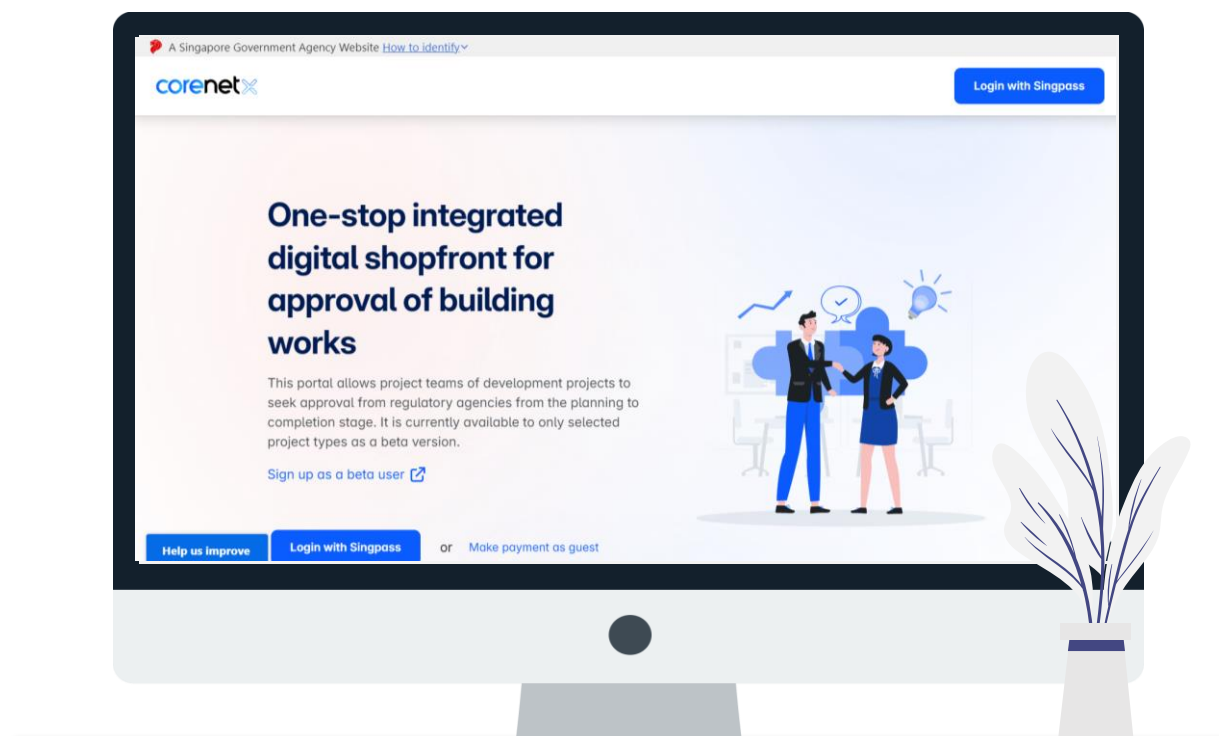 A Singapore Government Agency Website How to identify
corenetx
Login with Singpass
One-stop integrated
digital shopfront for
approval of building
works
This portal allows project teams of development projects to
seek approval from regulatory agencies from the planning to
completion stage. It is currently available to only selected
project types as a beta version.
Sign up as a beta user
Help us improve
Login with Singpass
or
Make payment as guest